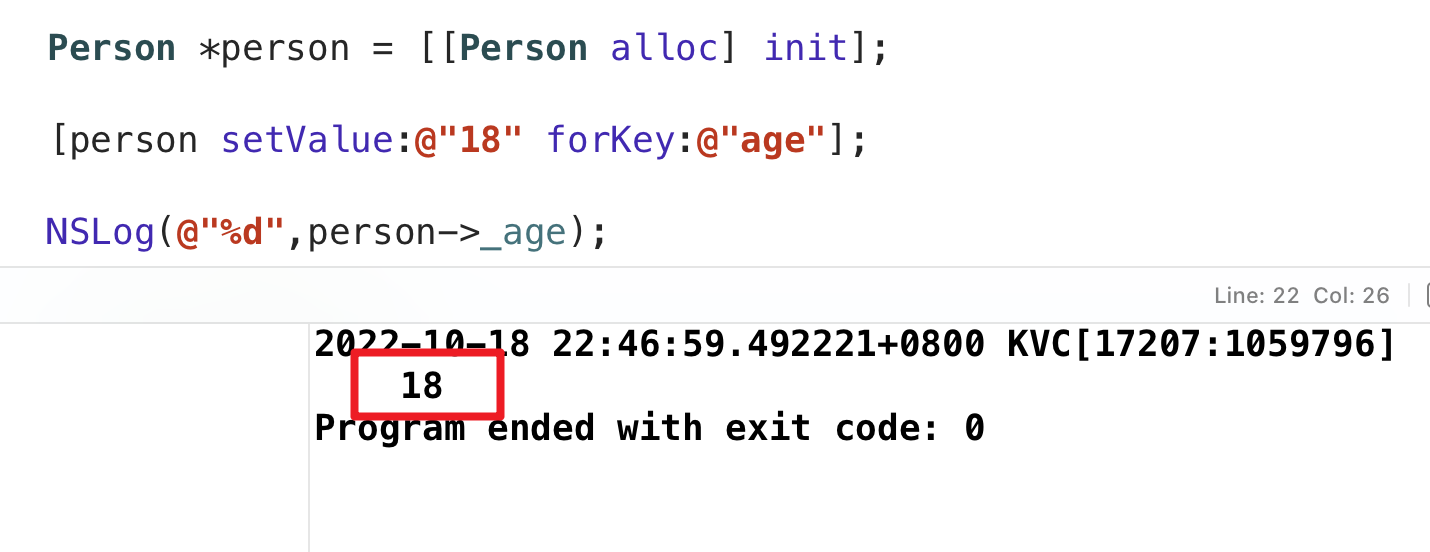 Person *person = [[Person alloc] init];
[person setValue:@"18" forKey:@"age"];
NSLog(@"%d",person->_age);
Line: 22 Col: 26
2022-10-18 22:46:59.492221+0800 KVC[17207:1059796]
18
Program ended with exit code: 0